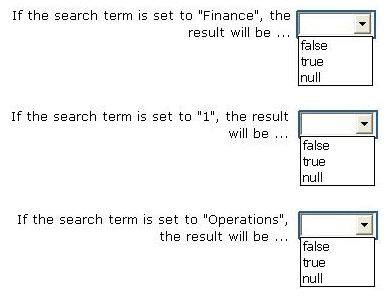 If the search term is set to "Finance", the
result will be ...
false
true
null
If the search term is set to "1", the result
will be ...
false
true
null
If the search term is set to "Operations",
the result will be ...
false
true
null